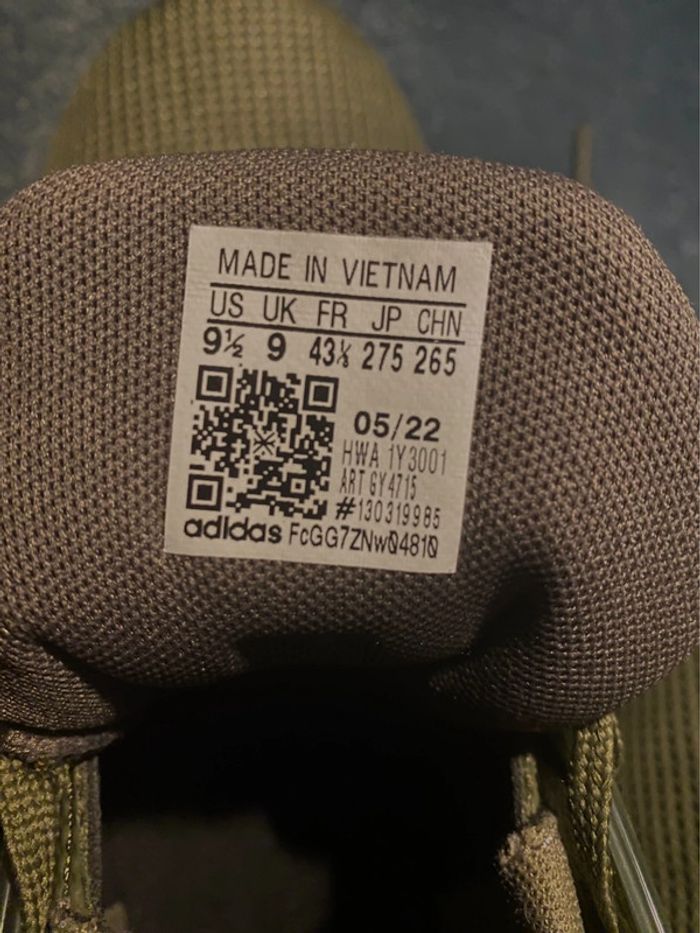 MADE IN VIETNAM
US UK FR JP CHN
9½ 9 43⅓ 275 265
05/22
HWA 1Y3001
ART GY4715
#130319985
adidas FcGG7ZNw04810